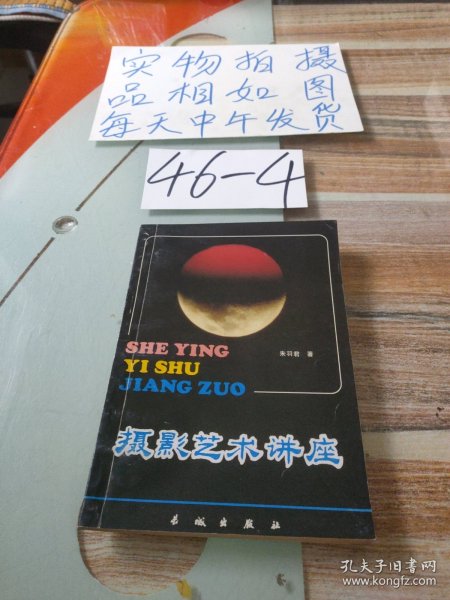 实物拍摄
品相如图
每天中午发货
46-4
SHE YING
YI SHU
JIANG ZUO
朱羽君 著
摄影艺术讲座
长城出版社
孔夫子旧书网
www.kongfz.com